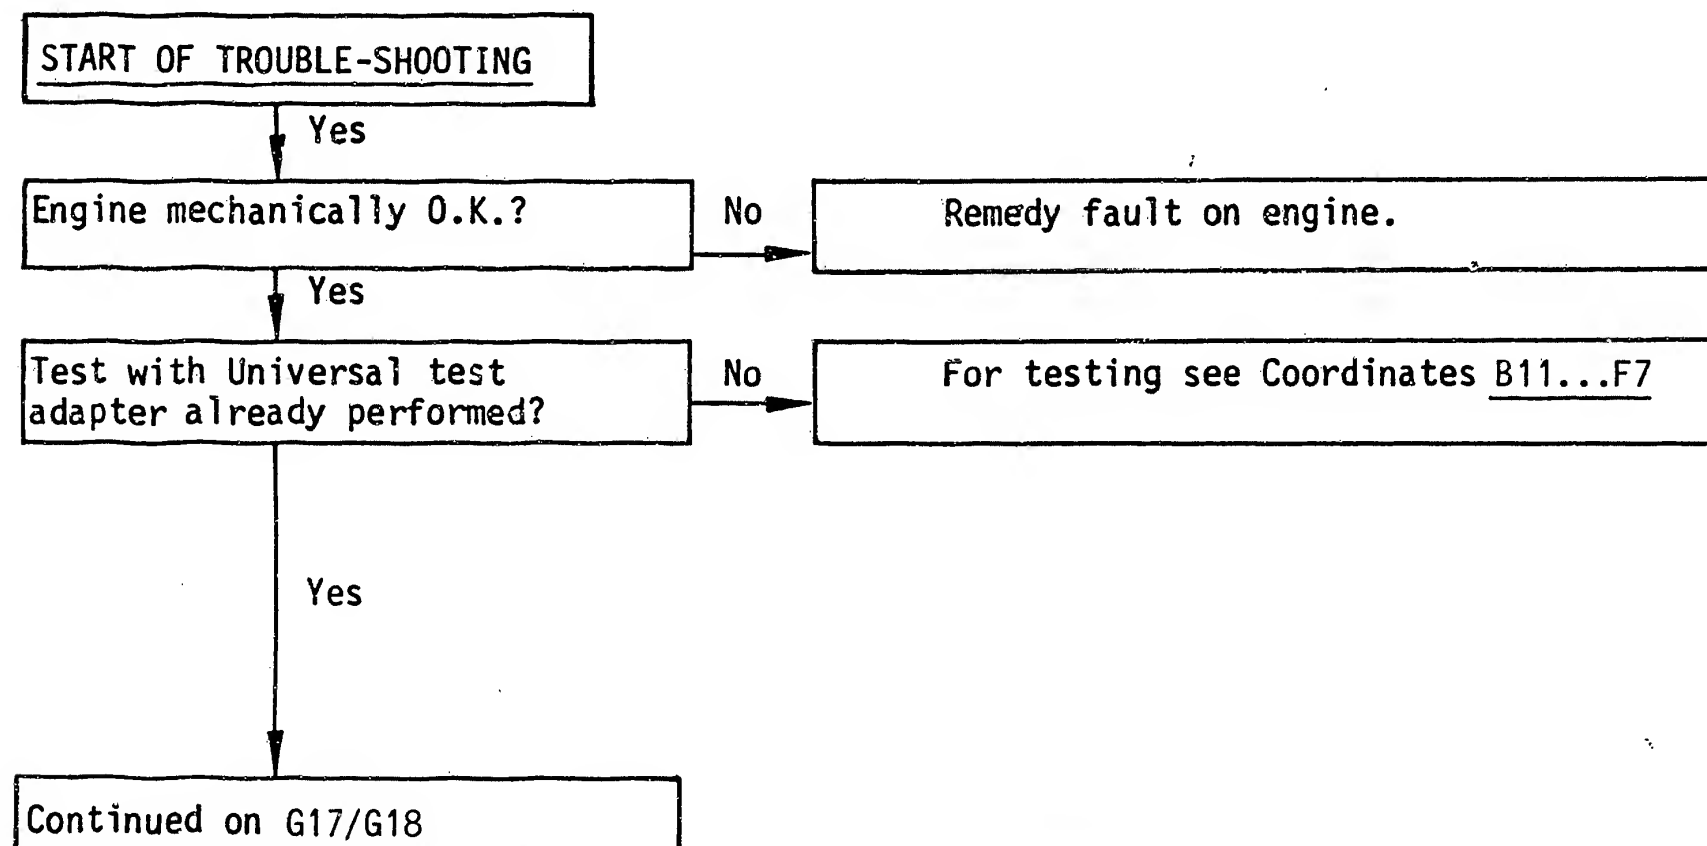 START OF TROUBLE-SHOOTING
Yes
Engine mechanically O.K.?
No
Remedy fault on engine.
Yes
Test with Universal test
adapter already performed?
No
For testing see Coordinates B11...F7
Yes
Continued on G17/G18